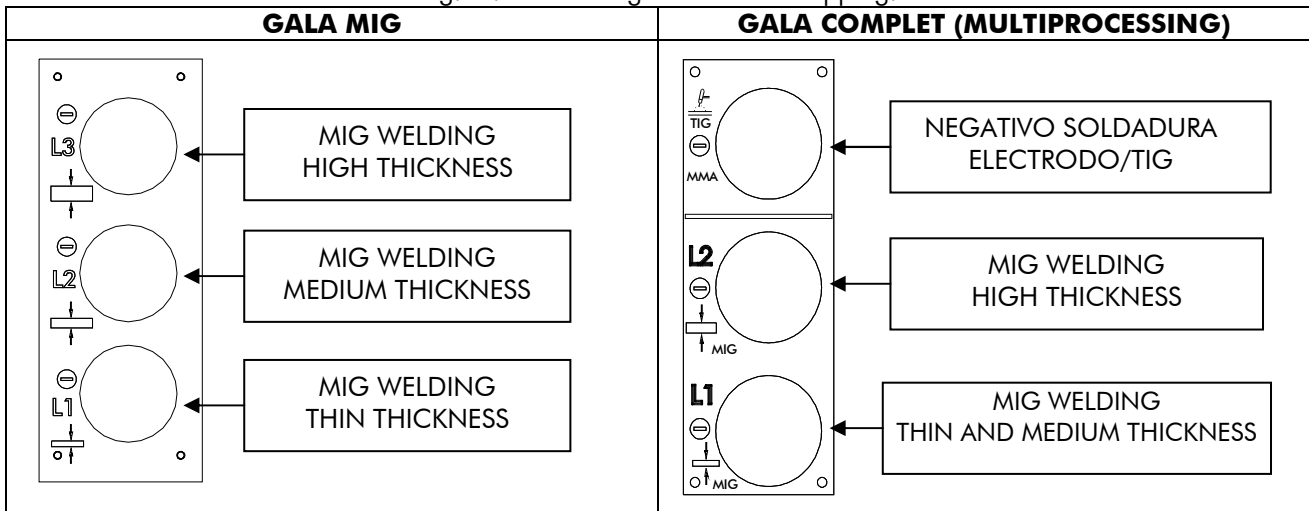 GALA MIG
GALA COMPLET (MULTIPROCESSING)
L3
MIG WELDING
HIGH THICKNESS
L2
MIG WELDING
MEDIUM THICKNESS
L1
MIG WELDING
THIN THICKNESS
TIG
MMA
NEGATIVO SOLDADURA
ELECTRODO/TIG
L2
MIG
MIG WELDING
HIGH THICKNESS
L1
MIG
MIG WELDING
THIN AND MEDIUM THICKNESS